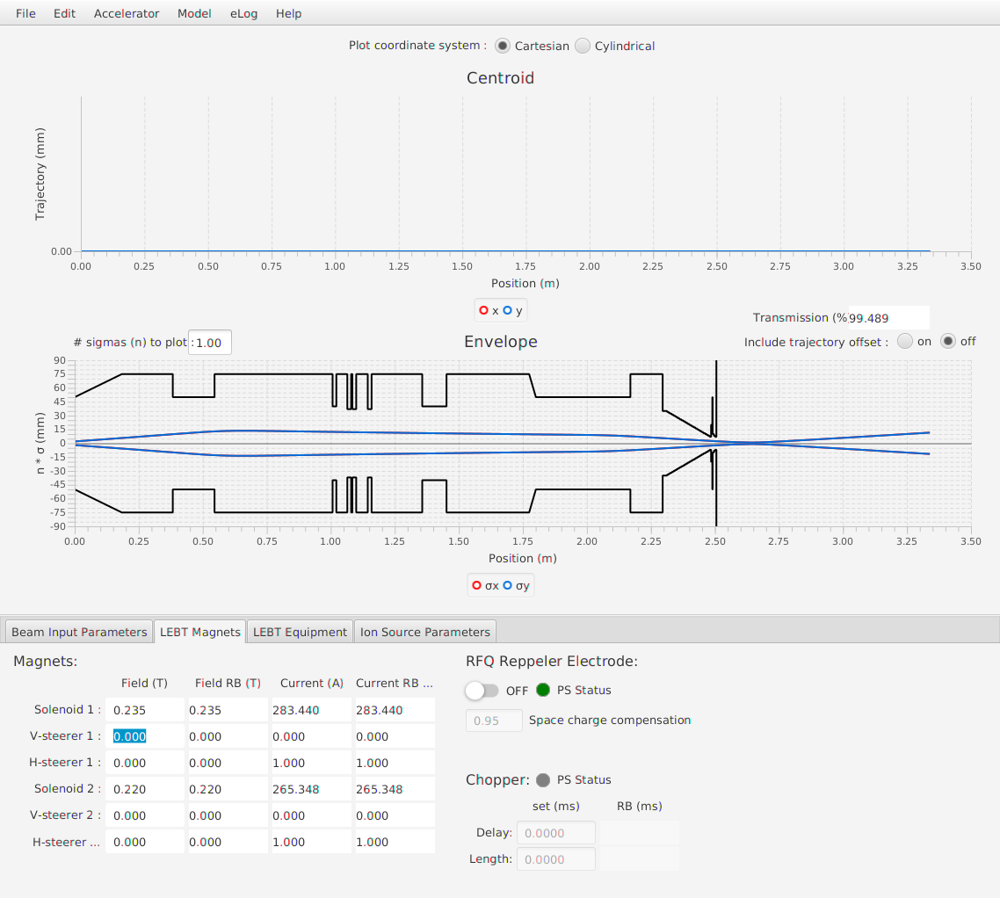 File Edit Accelerator Model eLog Help
Plot coordinate system : Cartesian Cylindrical
Centroid
Trajectory (mm)
0.00
0.00 0.25 0.50 0.75 1.00 1.25 1.50 1.75 2.00 2.25 2.50 2.75 3.00 3.25 3.50
Position (m)
x y
Transmission (% 99.489
# sigmas (n) to plot : 1.00
Envelope
Include trajectory offset : on off
n * σ (mm)
90
75
60
45
30
15
0
-15
-30
-45
-60
-75
-90
0.00 0.25 0.50 0.75 1.00 1.25 1.50 1.75 2.00 2.25 2.50 2.75 3.00 3.25 3.50
Position (m)
σx σy
Beam Input Parameters LEBT Magnets LEBT Equipment Ion Source Parameters
Magnets:
Field (T) Field RB (T) Current (A) Current RB ...
Solenoid 1 : 0.235 0.235 283.440 283.440
V-steerer 1 : 0.000 0.000 0.000 0.000
H-steerer 1 : 0.000 0.000 1.000 1.000
Solenoid 2 : 0.220 0.220 265.348 265.348
V-steerer 2 : 0.000 0.000 0.000 0.000
H-steerer ... 0.000 0.000 1.000 1.000
RFQ Reppeler Electrode:
OFF PS Status
0.95 Space charge compensation
Chopper: PS Status
set (ms) RB (ms)
Delay: 0.0000
Length: 0.0000